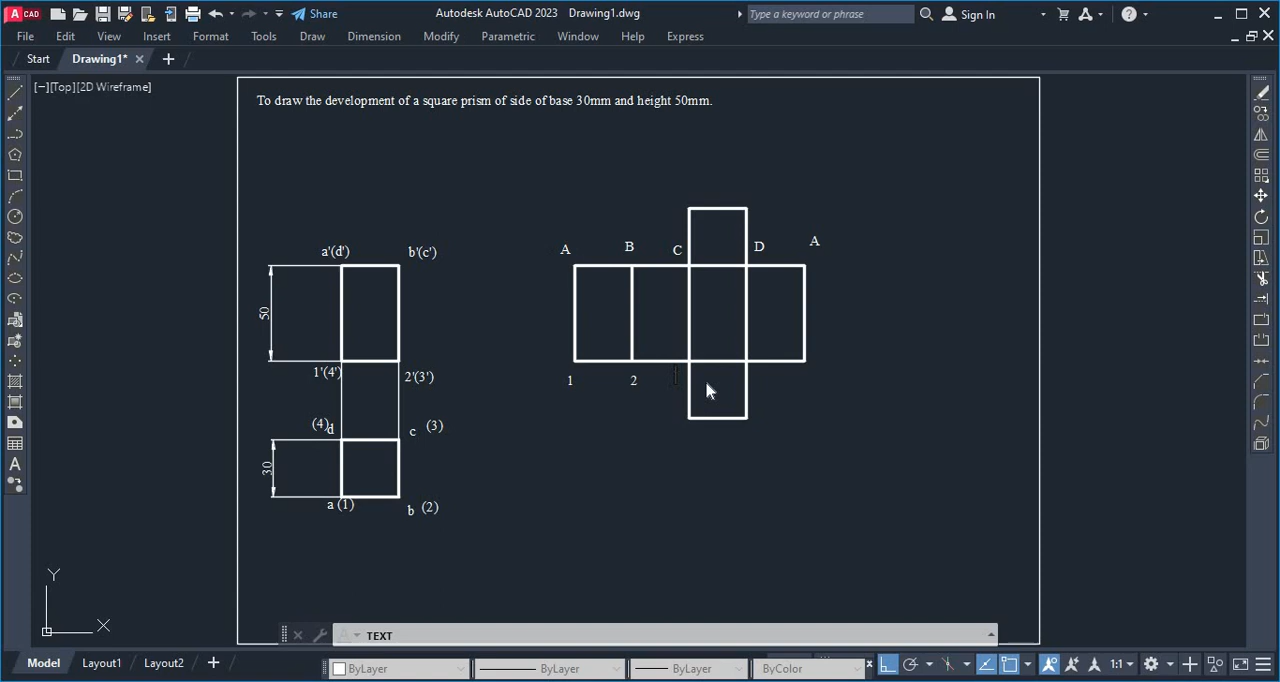 CAD
Share
Autodesk AutoCAD 2023 Drawing1.dwg
Type a keyword or phrase
Sign In
File Edit View Insert Format Tools Draw Dimension Modify Parametric Window Help Express
Start Drawing1*
[−][Top][2D Wireframe]
To draw the development of a square prism of side of base 30mm and height 50mm.
a'(d') b'(c')
A B C D A
50
1'(4') 2'(3')
1 2
(4)d c (3)
30
a (1) b (2)
Y
X
TEXT
Model Layout1 Layout2
ByLayer ByLayer ByLayer ByColor
1:1